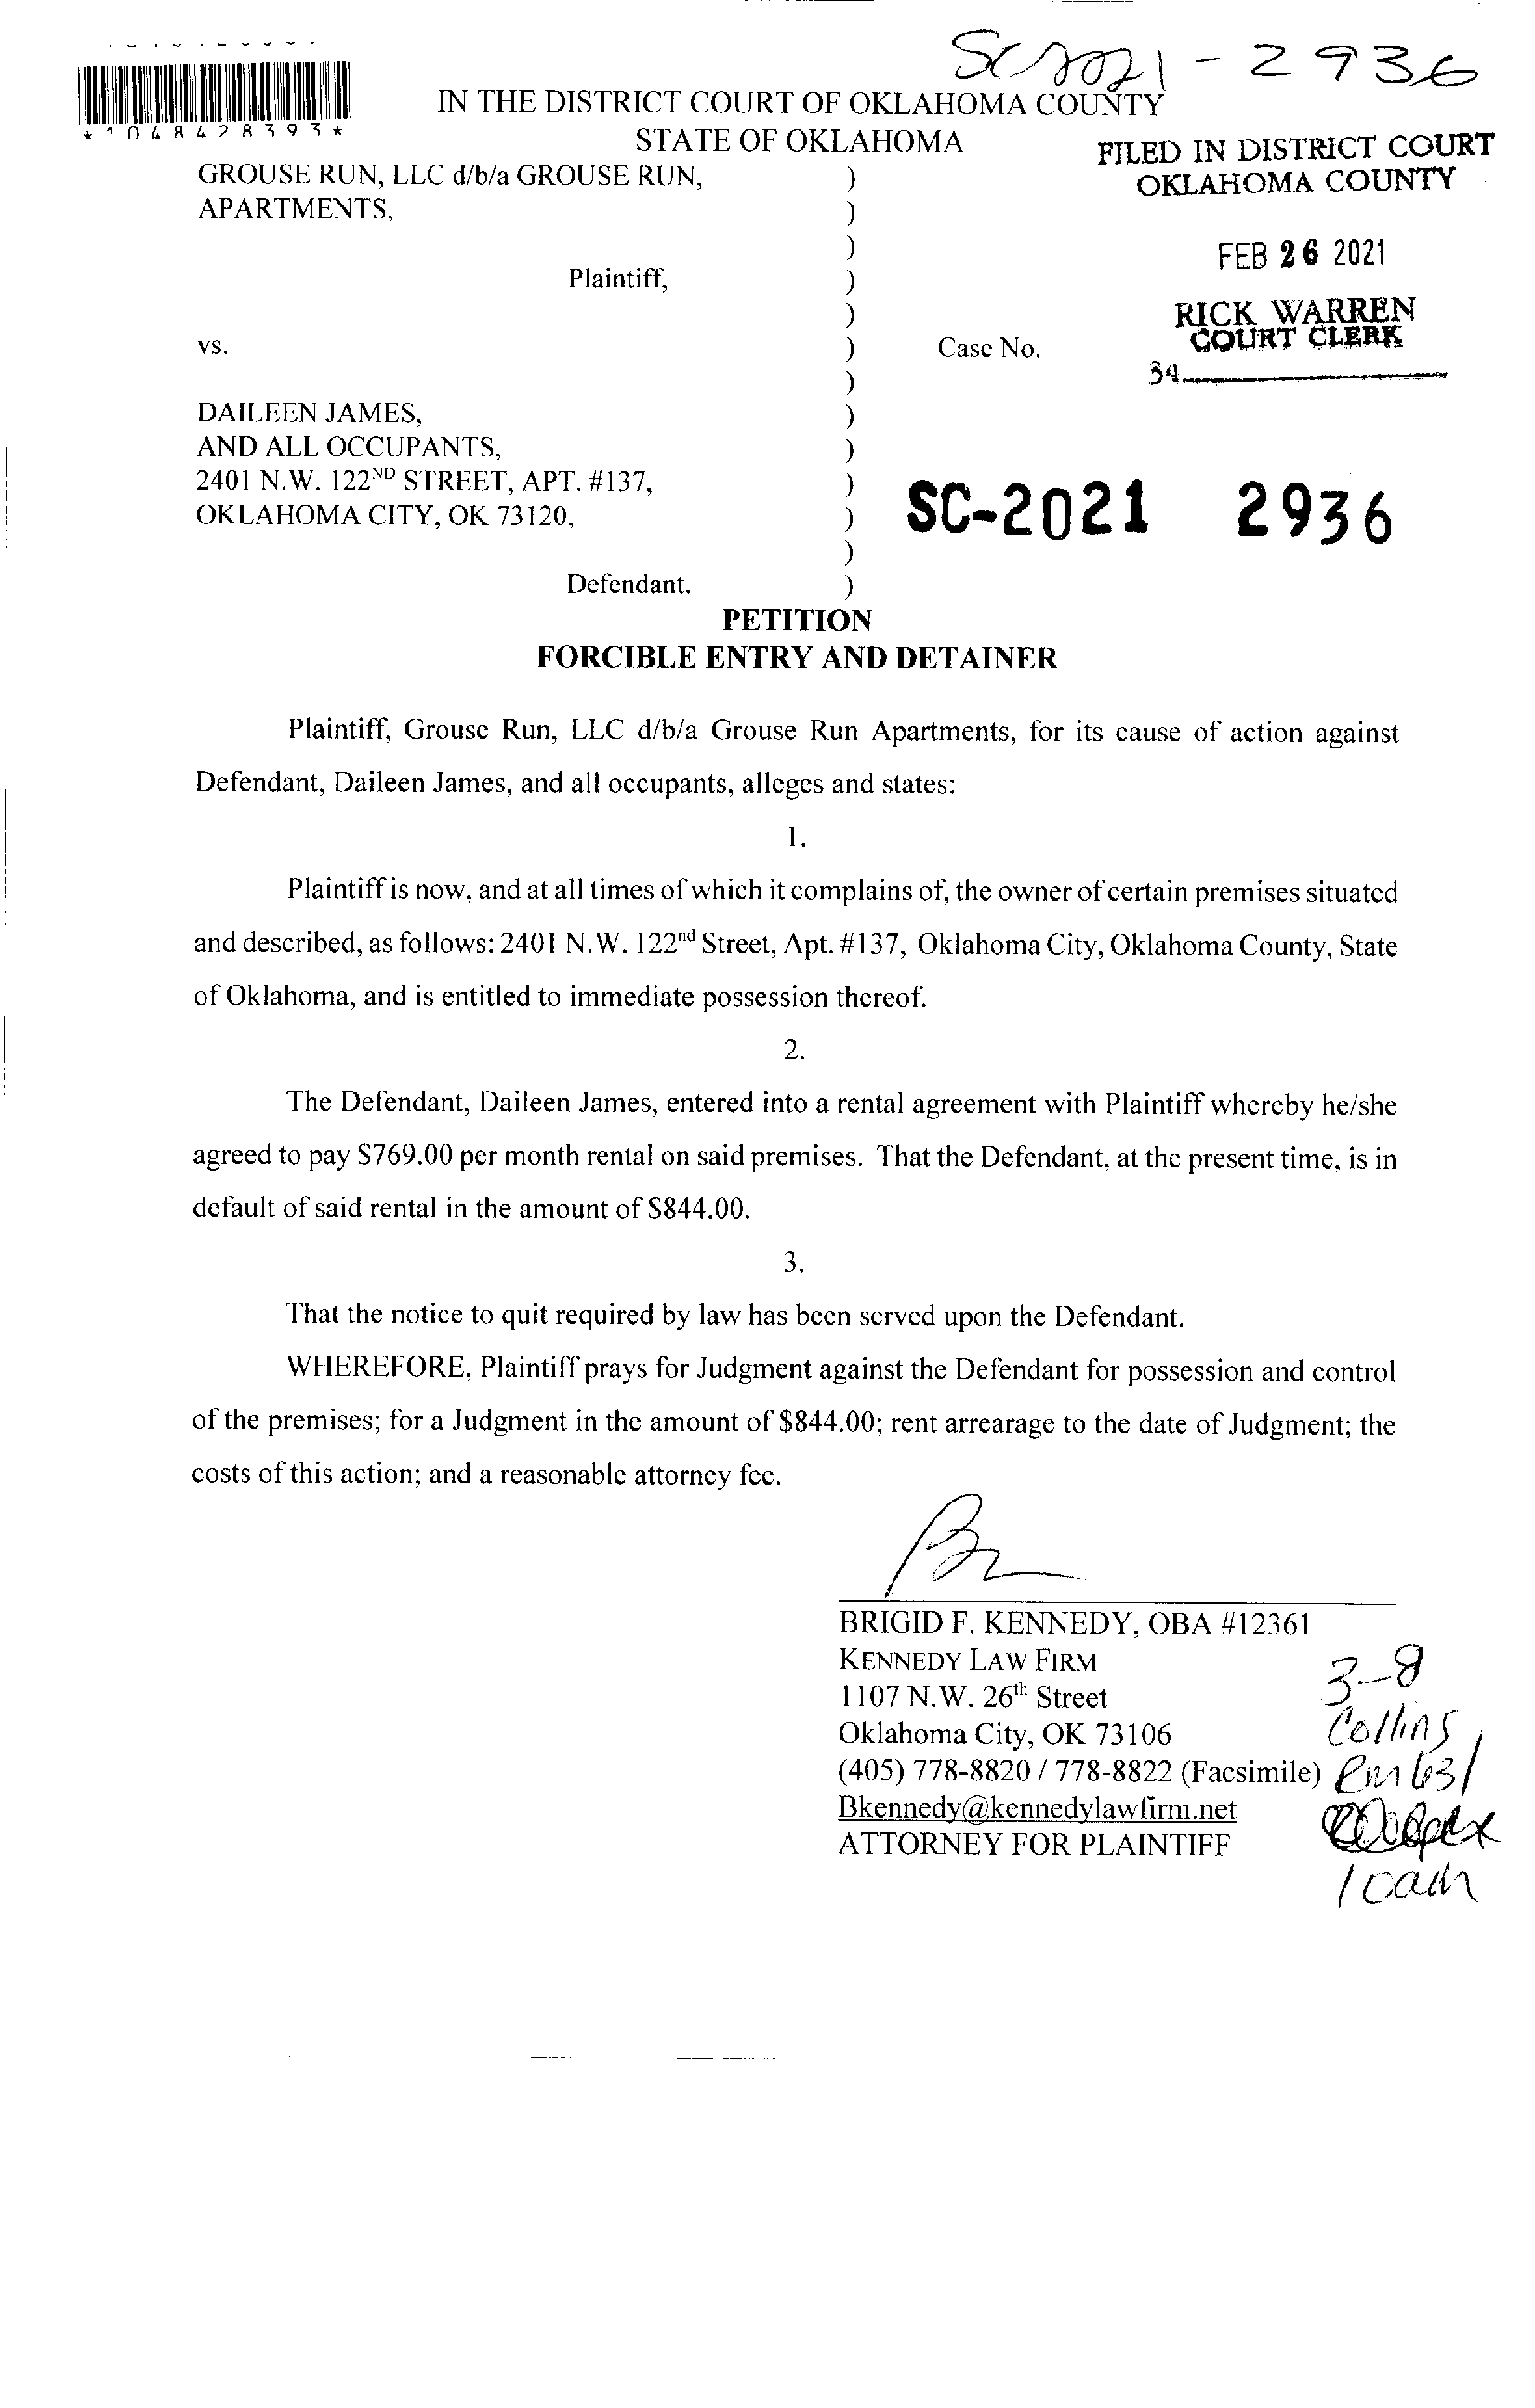 SC2021-2936
*1048428393*
IN THE DISTRICT COURT OF OKLAHOMA COUNTY
STATE OF OKLAHOMA
FILED IN DISTRICT COURT
OKLAHOMA COUNTY
FEB 26 2021
RICK WARREN
COURT CLERK
34
GROUSE RUN, LLC d/b/a GROUSE RUN, )
APARTMENTS, )
)
Plaintiff, )
)
vs. ) Case No.
)
DAILEEN JAMES, )
AND ALL OCCUPANTS, )
2401 N.W. 122ND STREET, APT. #137, )
OKLAHOMA CITY, OK 73120, ) SC-2021 2936
)
Defendant. )
PETITION
FORCIBLE ENTRY AND DETAINER
Plaintiff, Grouse Run, LLC d/b/a Grouse Run Apartments, for its cause of action against
Defendant, Daileen James, and all occupants, alleges and states:
1.
Plaintiff is now, and at all times of which it complains of, the owner of certain premises situated
and described, as follows: 2401 N.W. 122nd Street, Apt. #137, Oklahoma City, Oklahoma County, State
of Oklahoma, and is entitled to immediate possession thereof.
2.
The Defendant, Daileen James, entered into a rental agreement with Plaintiff whereby he/she
agreed to pay $769.00 per month rental on said premises. That the Defendant, at the present time, is in
default of said rental in the amount of $844.00.
3.
That the notice to quit required by law has been served upon the Defendant.
WHEREFORE, Plaintiff prays for Judgment against the Defendant for possession and control
of the premises; for a Judgment in the amount of $844.00; rent arrearage to the date of Judgment; the
costs of this action; and a reasonable attorney fee.
BRIGID F. KENNEDY, OBA #12361
KENNEDY LAW FIRM
1107 N.W. 26th Street
Oklahoma City, OK 73106
(405) 778-8820 / 778-8822 (Facsimile)
Bkennedy@kennedylawfirm.net
ATTORNEY FOR PLAINTIFF
3-8
Collins